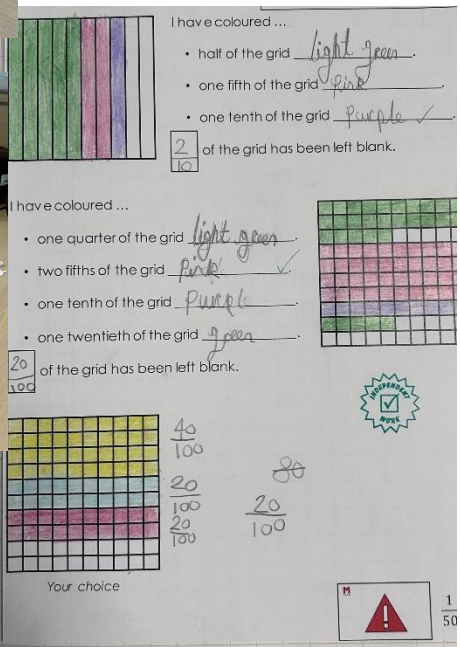 I have coloured ...
• half of the grid light green.
• one fifth of the grid Pink.
• one tenth of the grid purple ✓
2/10 of the grid has been left blank.
I have coloured ...
• one quarter of the grid light green.
• two fifths of the grid Pink.
• one tenth of the grid Purple.
• one twentieth of the grid green.
20/100 of the grid has been left blank.
INDEPENDENT WORK
40/100
20/100
20/100
80
20/100
Your choice
M
!
1/50